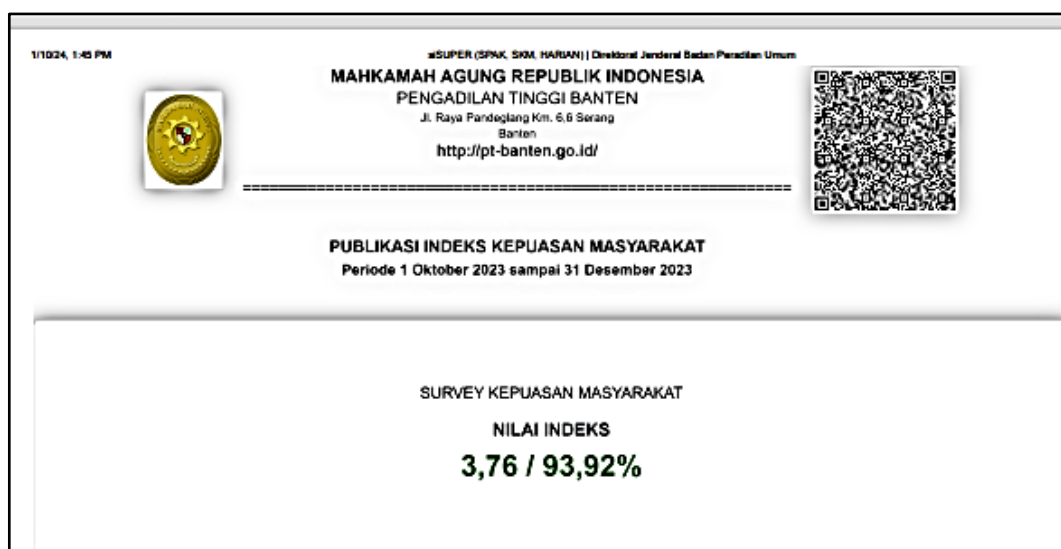 1/10/24, 1:45 PM
siSUPER (SPAK, SKM, HARIAN) | Direktorat Jenderal Badan Peradilan Umum
MAHKAMAH AGUNG REPUBLIK INDONESIA
PENGADILAN TINGGI BANTEN
Jl. Raya Pandeglang Km. 6,6 Serang
Banten
http://pt-banten.go.id/
==================================================================
PUBLIKASI INDEKS KEPUASAN MASYARAKAT
Periode 1 Oktober 2023 sampai 31 Desember 2023
SURVEY KEPUASAN MASYARAKAT
NILAI INDEKS
3,76 / 93,92%